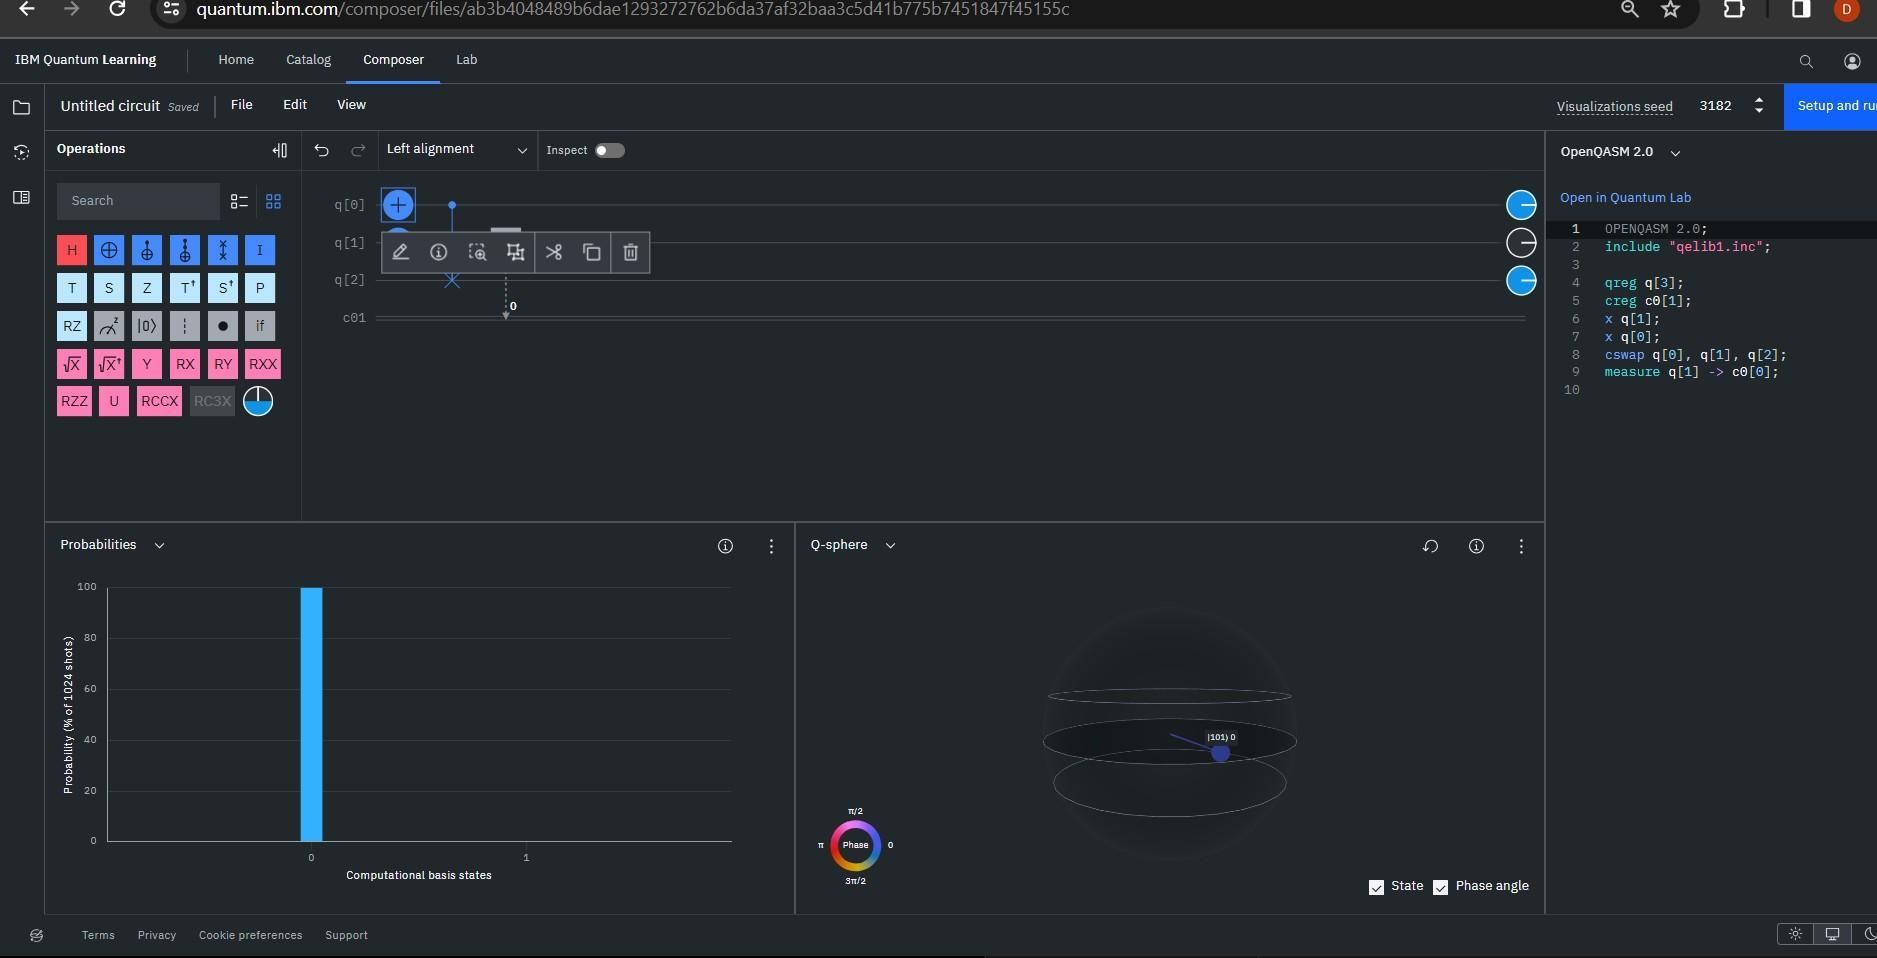 quantum.ibm.com/composer/files/ab3b4048489b6dae1293272762b6da37af32baa3c5d41b775b7451847f45155c
D
IBM Quantum Learning Home Catalog Composer Lab
Untitled circuit Saved File Edit View Visualizations seed 3182 Setup and ru
Operations
Left alignment Inspect
OpenQASM 2.0
Search
Open in Quantum Lab
H I
T S Z T† S† P
RZ z |0⟩ if
√X √X† Y RX RY RXX
RZZ U RCCX RC3X
q[0]
q[1]
q[2]
0
c01
1 OPENQASM 2.0;
2 include "qelib1.inc";
3
4 qreg q[3];
5 creg c0[1];
6 x q[1];
7 x q[0];
8 cswap q[0], q[1], q[2];
9 measure q[1] -> c0[0];
10
Probabilities
Probability (% of 1024 shots)
100
80
60
40
20
0
0 1
Computational basis states
Q-sphere
|101⟩ 0
π/2
π Phase 0
3π/2
State Phase angle
Terms Privacy Cookie preferences Support